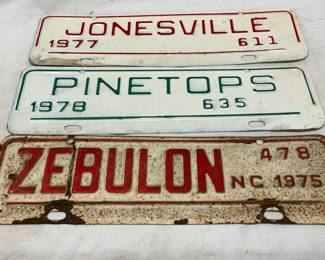 JONESVILLE
1977 611
PINETOPS
1978 635
ZEBULON 478
NC 1975